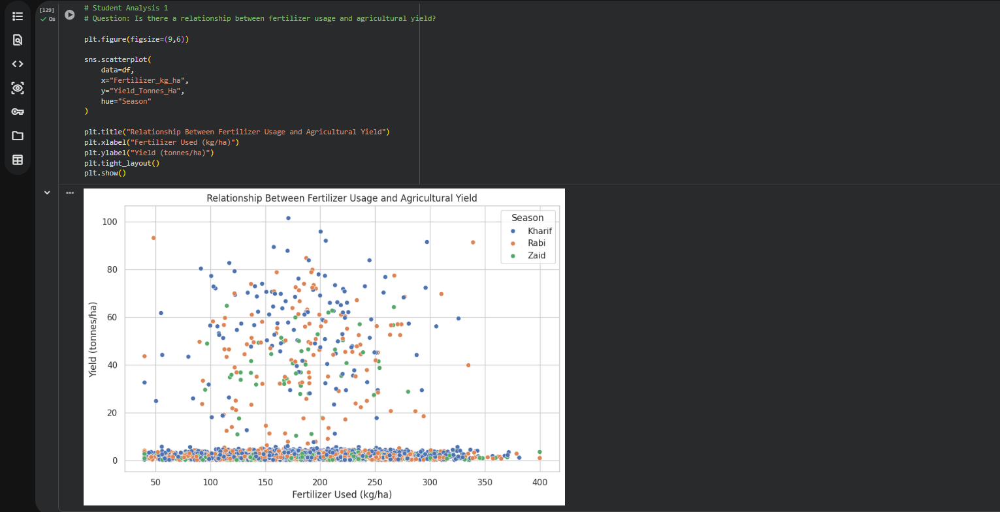 [129]
0s
# Student Analysis 1
# Question: Is there a relationship between fertilizer usage and agricultural yield?
plt.figure(figsize=(9,6))
sns.scatterplot(
    data=df,
    x="Fertilizer_kg_ha",
    y="Yield_Tonnes_Ha",
    hue="Season"
)
plt.title("Relationship Between Fertilizer Usage and Agricultural Yield")
plt.xlabel("Fertilizer Used (kg/ha)")
plt.ylabel("Yield (tonnes/ha)")
plt.tight_layout()
plt.show()
Relationship Between Fertilizer Usage and Agricultural Yield
Season
Kharif
Rabi
Zaid
Yield (tonnes/ha)
100
80
60
40
20
0
50 100 150 200 250 300 350 400
Fertilizer Used (kg/ha)